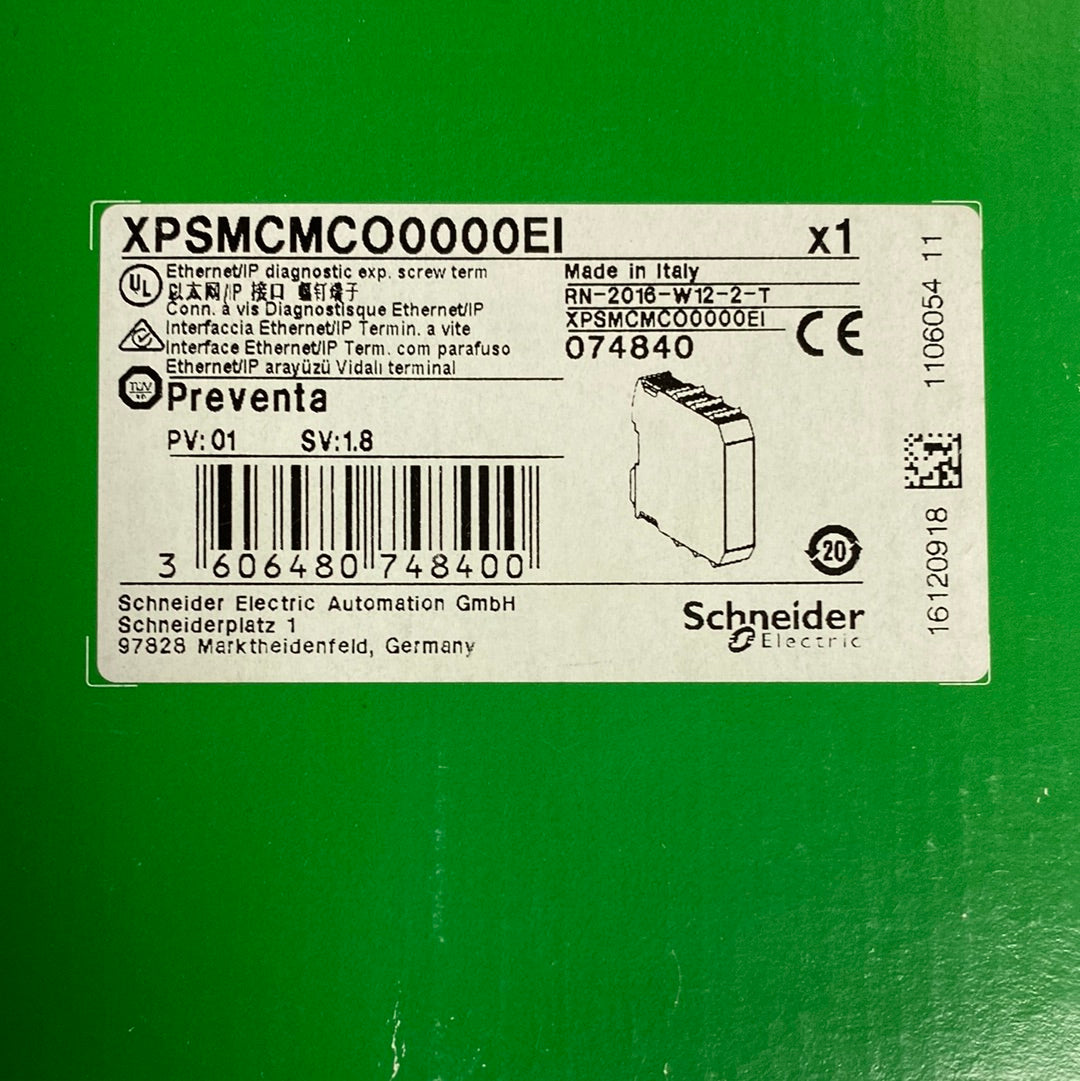 XPSMCMCO0000EI x1
UL
Ethernet/IP diagnostic exp. screw term
以太网/IP 接口 螺钉端子
Conn. à vis Diagnostisque Ethernet/IP
Interfaccia Ethernet/IP Termin. a vite
Interface Ethernet/IP Term. com parafuso
Ethernet/IP arayüzü Vidalı terminal
TÜV
Preventa
PV: 01 SV:1.8
3 606480 748400
Made in Italy
RN-2016-W12-2-T
XPSMCMCO0000EI
074840
CE
20
1106054 11
16120918
Schneider Electric Automation GmbH
Schneiderplatz 1
97828 Marktheidenfeld, Germany
Schneider
Electric